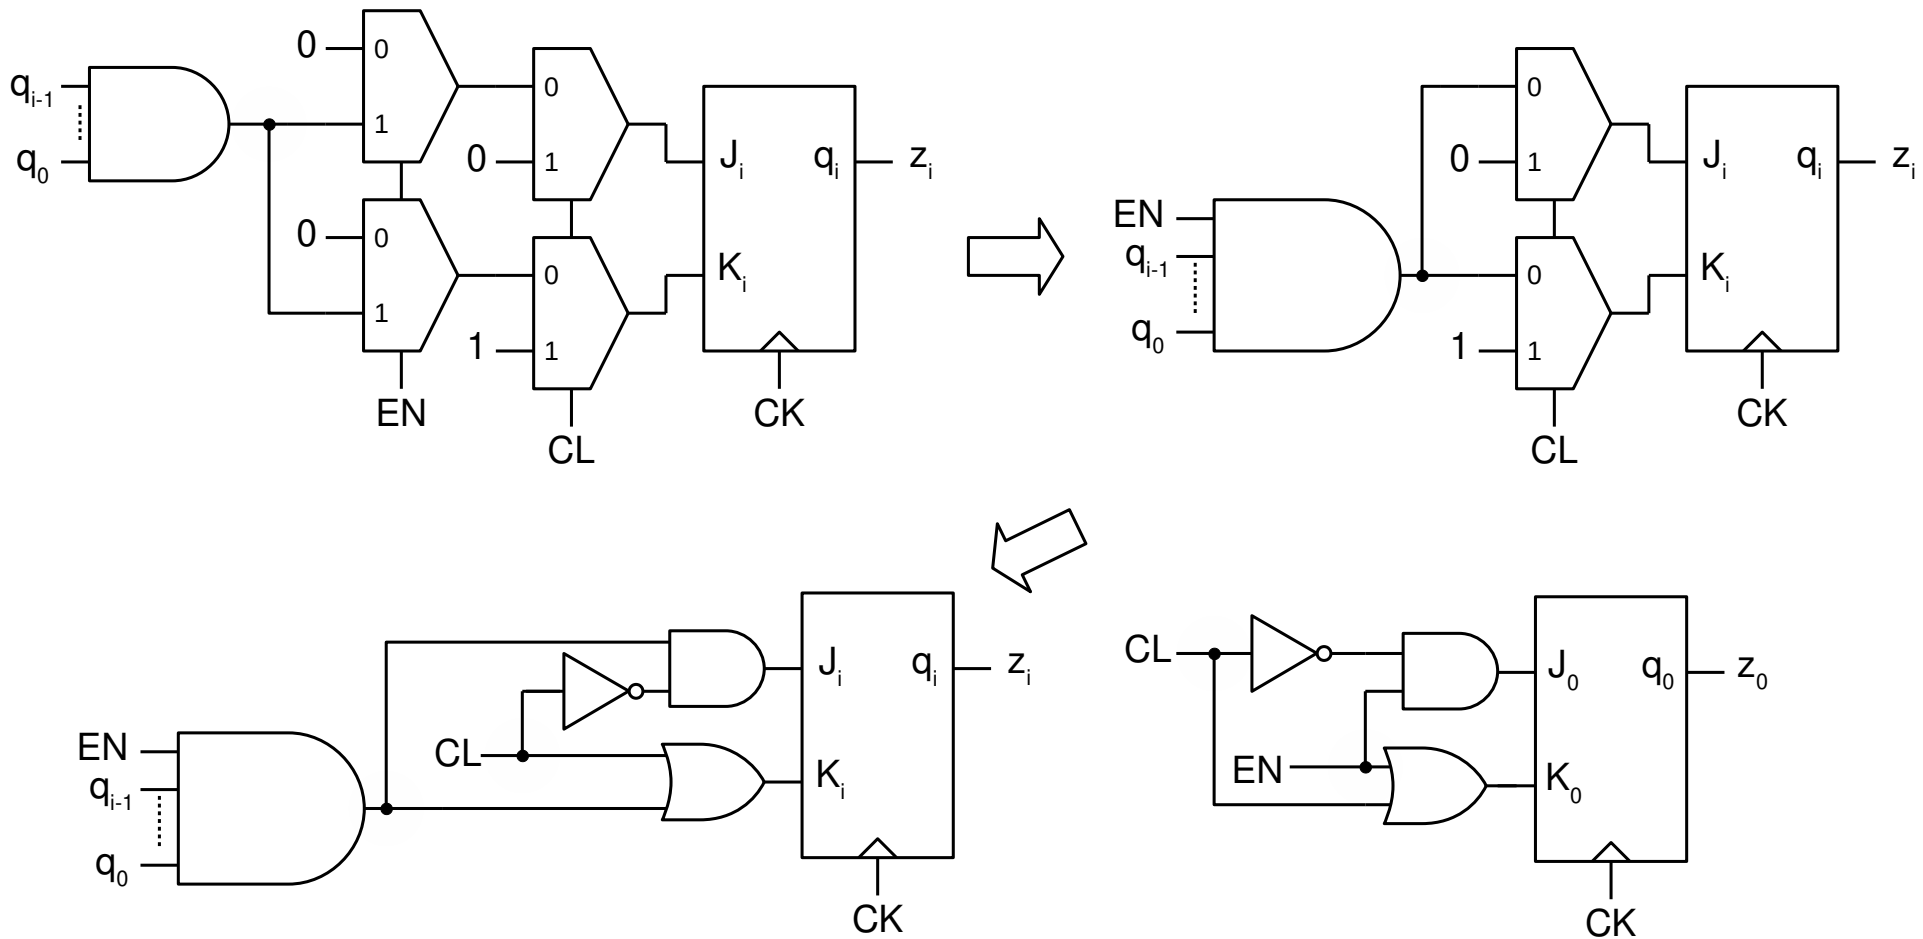 0 0
q_{i-1} 1 0
q_0 0 1 J_i q_i z_i
0 0 0 K_i
1 1 1
EN CK
CL
0
0 1 J_i q_i z_i
EN
q_{i-1} 0 K_i
q_0 1 1
CK
CL
J_i q_i z_i
EN CL
q_{i-1} K_i
q_0
CK
CL J_0 q_0 z_0
EN K_0
CK